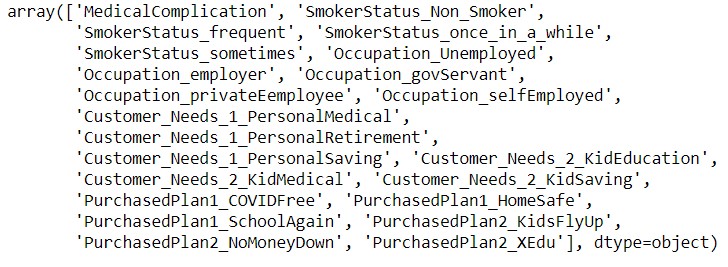 array(['MedicalComplication', 'SmokerStatus_Non_Smoker',
'SmokerStatus_frequent', 'SmokerStatus_once_in_a_while',
'SmokerStatus_sometimes', 'Occupation_Unemployed',
'Occupation_employer', 'Occupation_govServant',
'Occupation_privateEemployee', 'Occupation_selfEmployed',
'Customer_Needs_1_PersonalMedical',
'Customer_Needs_1_PersonalRetirement',
'Customer_Needs_1_PersonalSaving', 'Customer_Needs_2_KidEducation',
'Customer_Needs_2_KidMedical', 'Customer_Needs_2_KidSaving',
'PurchasedPlan1_COVIDFree', 'PurchasedPlan1_HomeSafe',
'PurchasedPlan1_SchoolAgain', 'PurchasedPlan2_KidsFlyUp',
'PurchasedPlan2_NoMoneyDown', 'PurchasedPlan2_XEdu'], dtype=object)